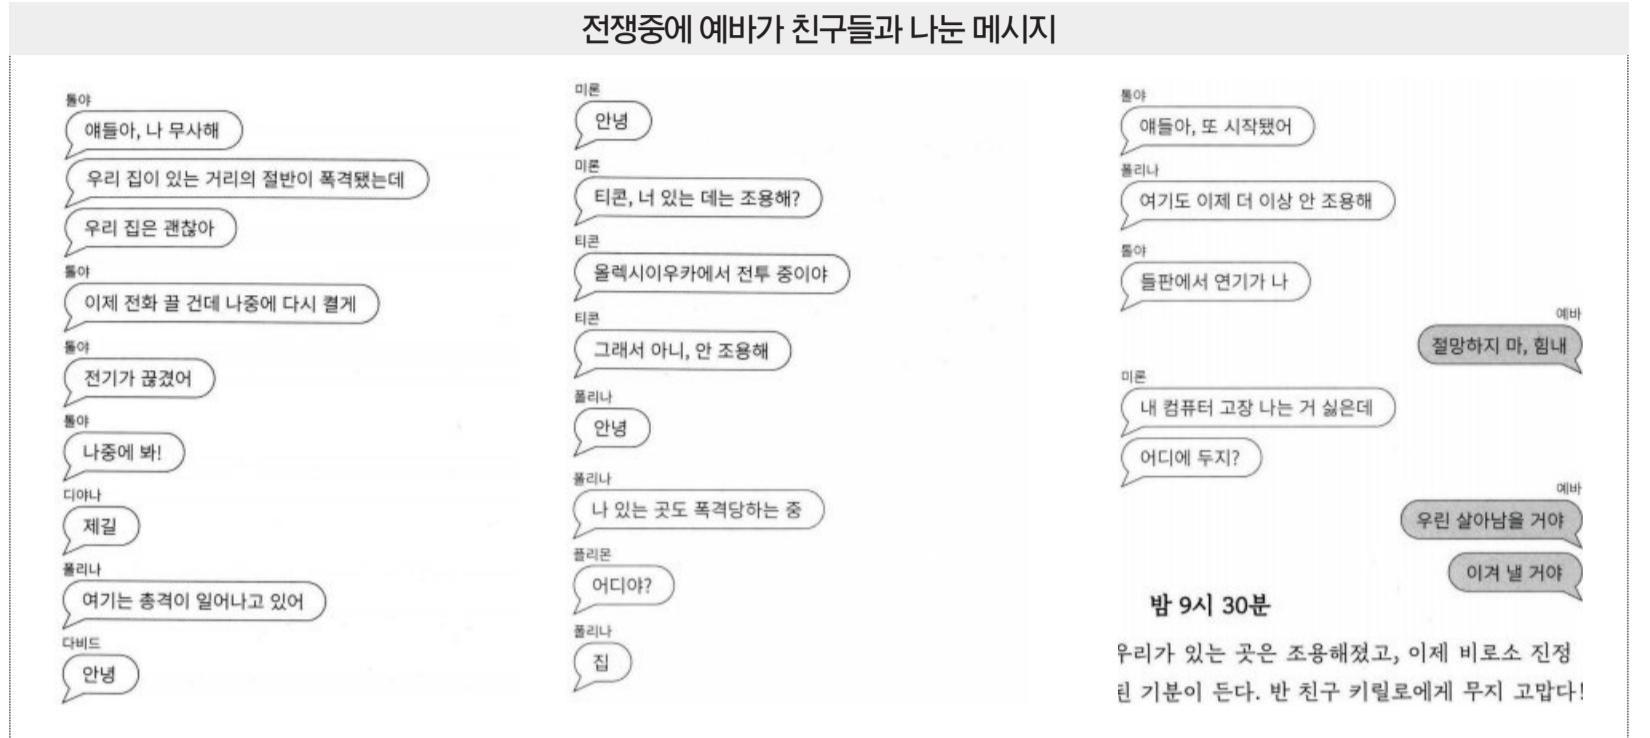 전쟁중에 예바가 친구들과 나눈 메시지
톨야
얘들아, 나 무사해
우리 집이 있는 거리의 절반이 폭격됐는데
우리 집은 괜찮아
톨야
이제 전화 끌 건데 나중에 다시 켤게
톨야
전기가 끊겼어
톨야
나중에 봐!
디야나
제길
폴리나
여기는 총격이 일어나고 있어
다비드
안녕
미론
안녕
미론
티콘, 너 있는 데는 조용해?
티콘
올렉시이우카에서 전투 중이야
티콘
그래서 아니, 안 조용해
폴리나
안녕
폴리나
나 있는 곳도 폭격당하는 중
플리몬
어디야?
폴리나
집
톨야
얘들아, 또 시작됐어
폴리나
여기도 이제 더 이상 안 조용해
톨야
들판에서 연기가 나
예바
절망하지 마, 힘내
미론
내 컴퓨터 고장 나는 거 싫은데
어디에 두지?
예바
우린 살아남을 거야
이겨 낼 거야
밤 9시 30분
우리가 있는 곳은 조용해졌고, 이제 비로소 진정
된 기분이 든다. 반 친구 키릴로에게 무지 고맙다!